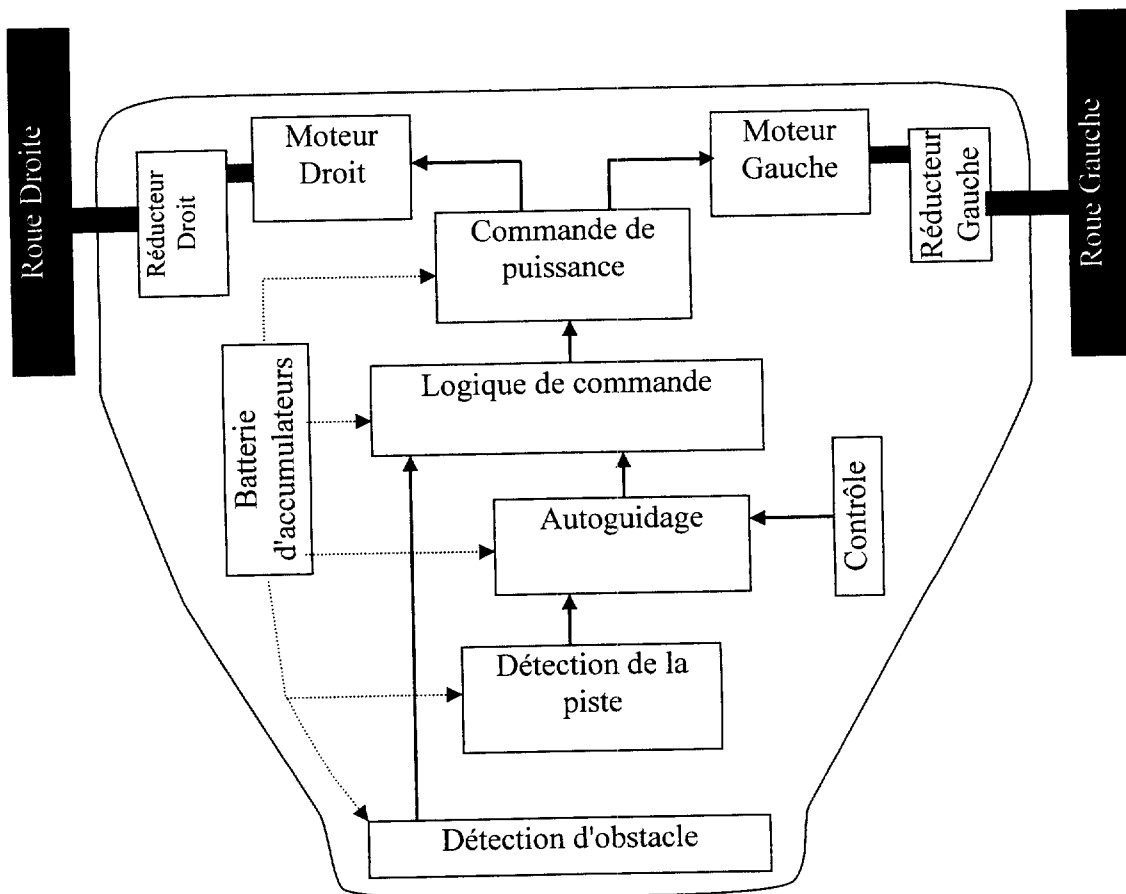 Roue Droite
Réducteur
Droit
Moteur
Droit
Moteur
Gauche
Réducteur
Gauche
Roue Gauche
Commande de
puissance
Batterie
d'accumulateurs
Logique de commande
Autoguidage
Contrôle
Détection de la
piste
Détection d'obstacle